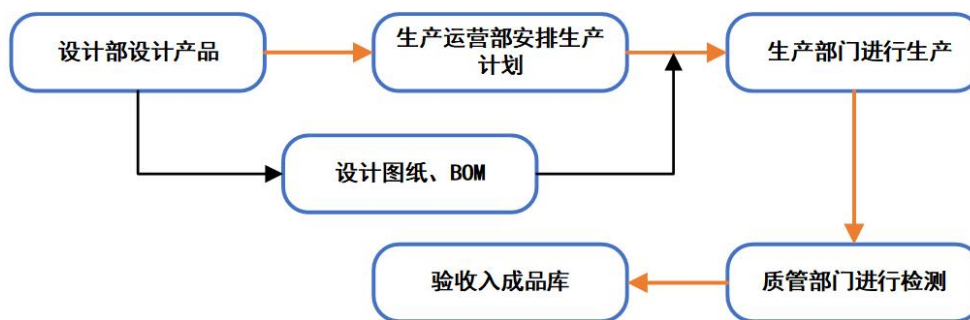 设计部设计产品
生产运营部安排生产
计划
生产部门进行生产
设计图纸、BOM
验收入成品库
质管部门进行检测